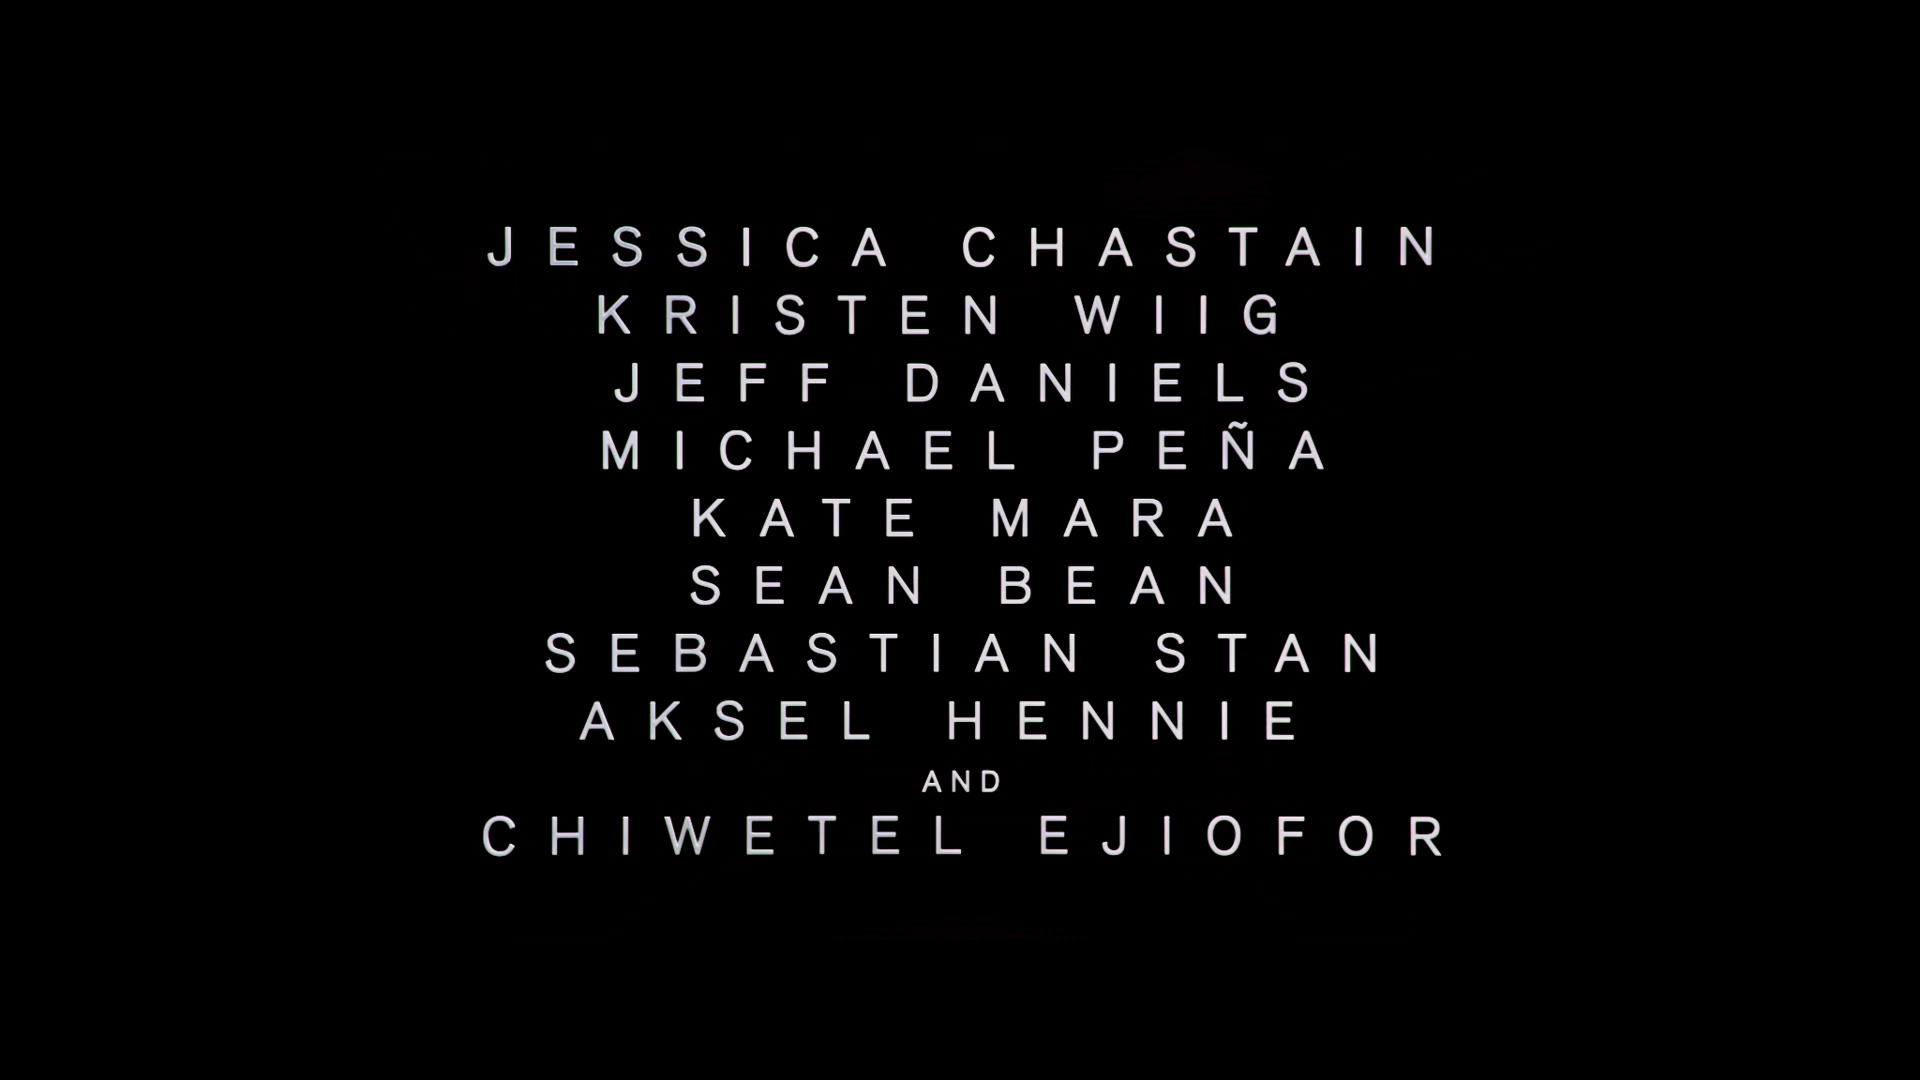 JESSICA CHASTAIN
KRISTEN WIIG
JEFF DANIELS
MICHAEL PEÑA
KATE MARA
SEAN BEAN
SEBASTIAN STAN
AKSEL HENNIE
AND
CHIWETEL EJIOFOR